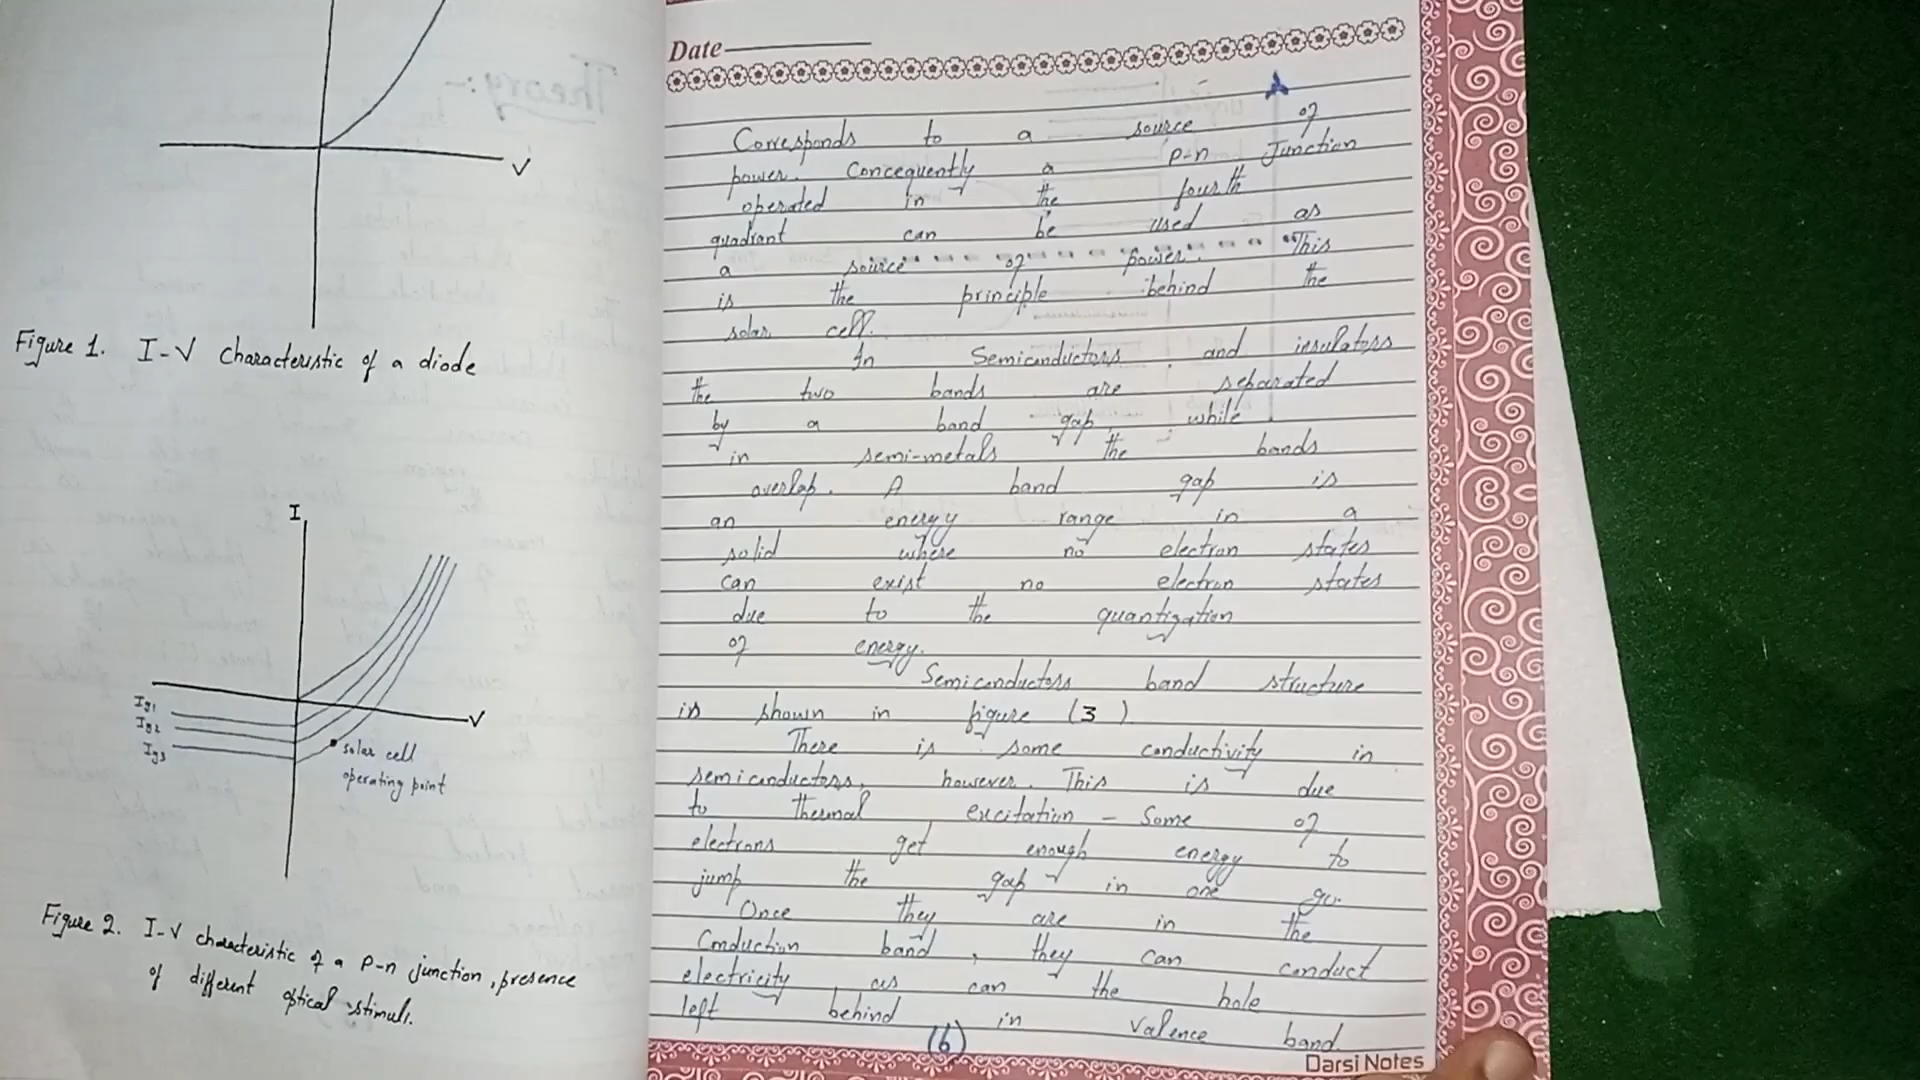 V
Figure 1. I-V Characteristic of a diode
I
V
Ig1
Ig2
Ig3
solar cell
operating point
Figure 2. I-V characteristic of a P-n junction, presence
of different optical stimuli.
Date
Corresponds to a source of
power. Concequently a P-n Junction
operated in the fourth
quadrant can be used as
a source of power. This
is the principle behind the
solar cell.
In Semiconductors and insulators
the two bands are separated
by a band gap, while
in semi-metals the bands
overlap. A band gap is
an energy range in a
solid where no electron states
can exist no electron states
due to the quantization
of energy.
Semiconductors band structure
is shown in figure (3)
There is some conductivity in
semiconductors, however. This is due
to thermal excitation - Some of
electrons get enough energy to
jump the gap in one go.
Once they are in the
Conduction band, they can conduct
electricity as can the hole
left behind in valence band
(6)
Darsi Notes